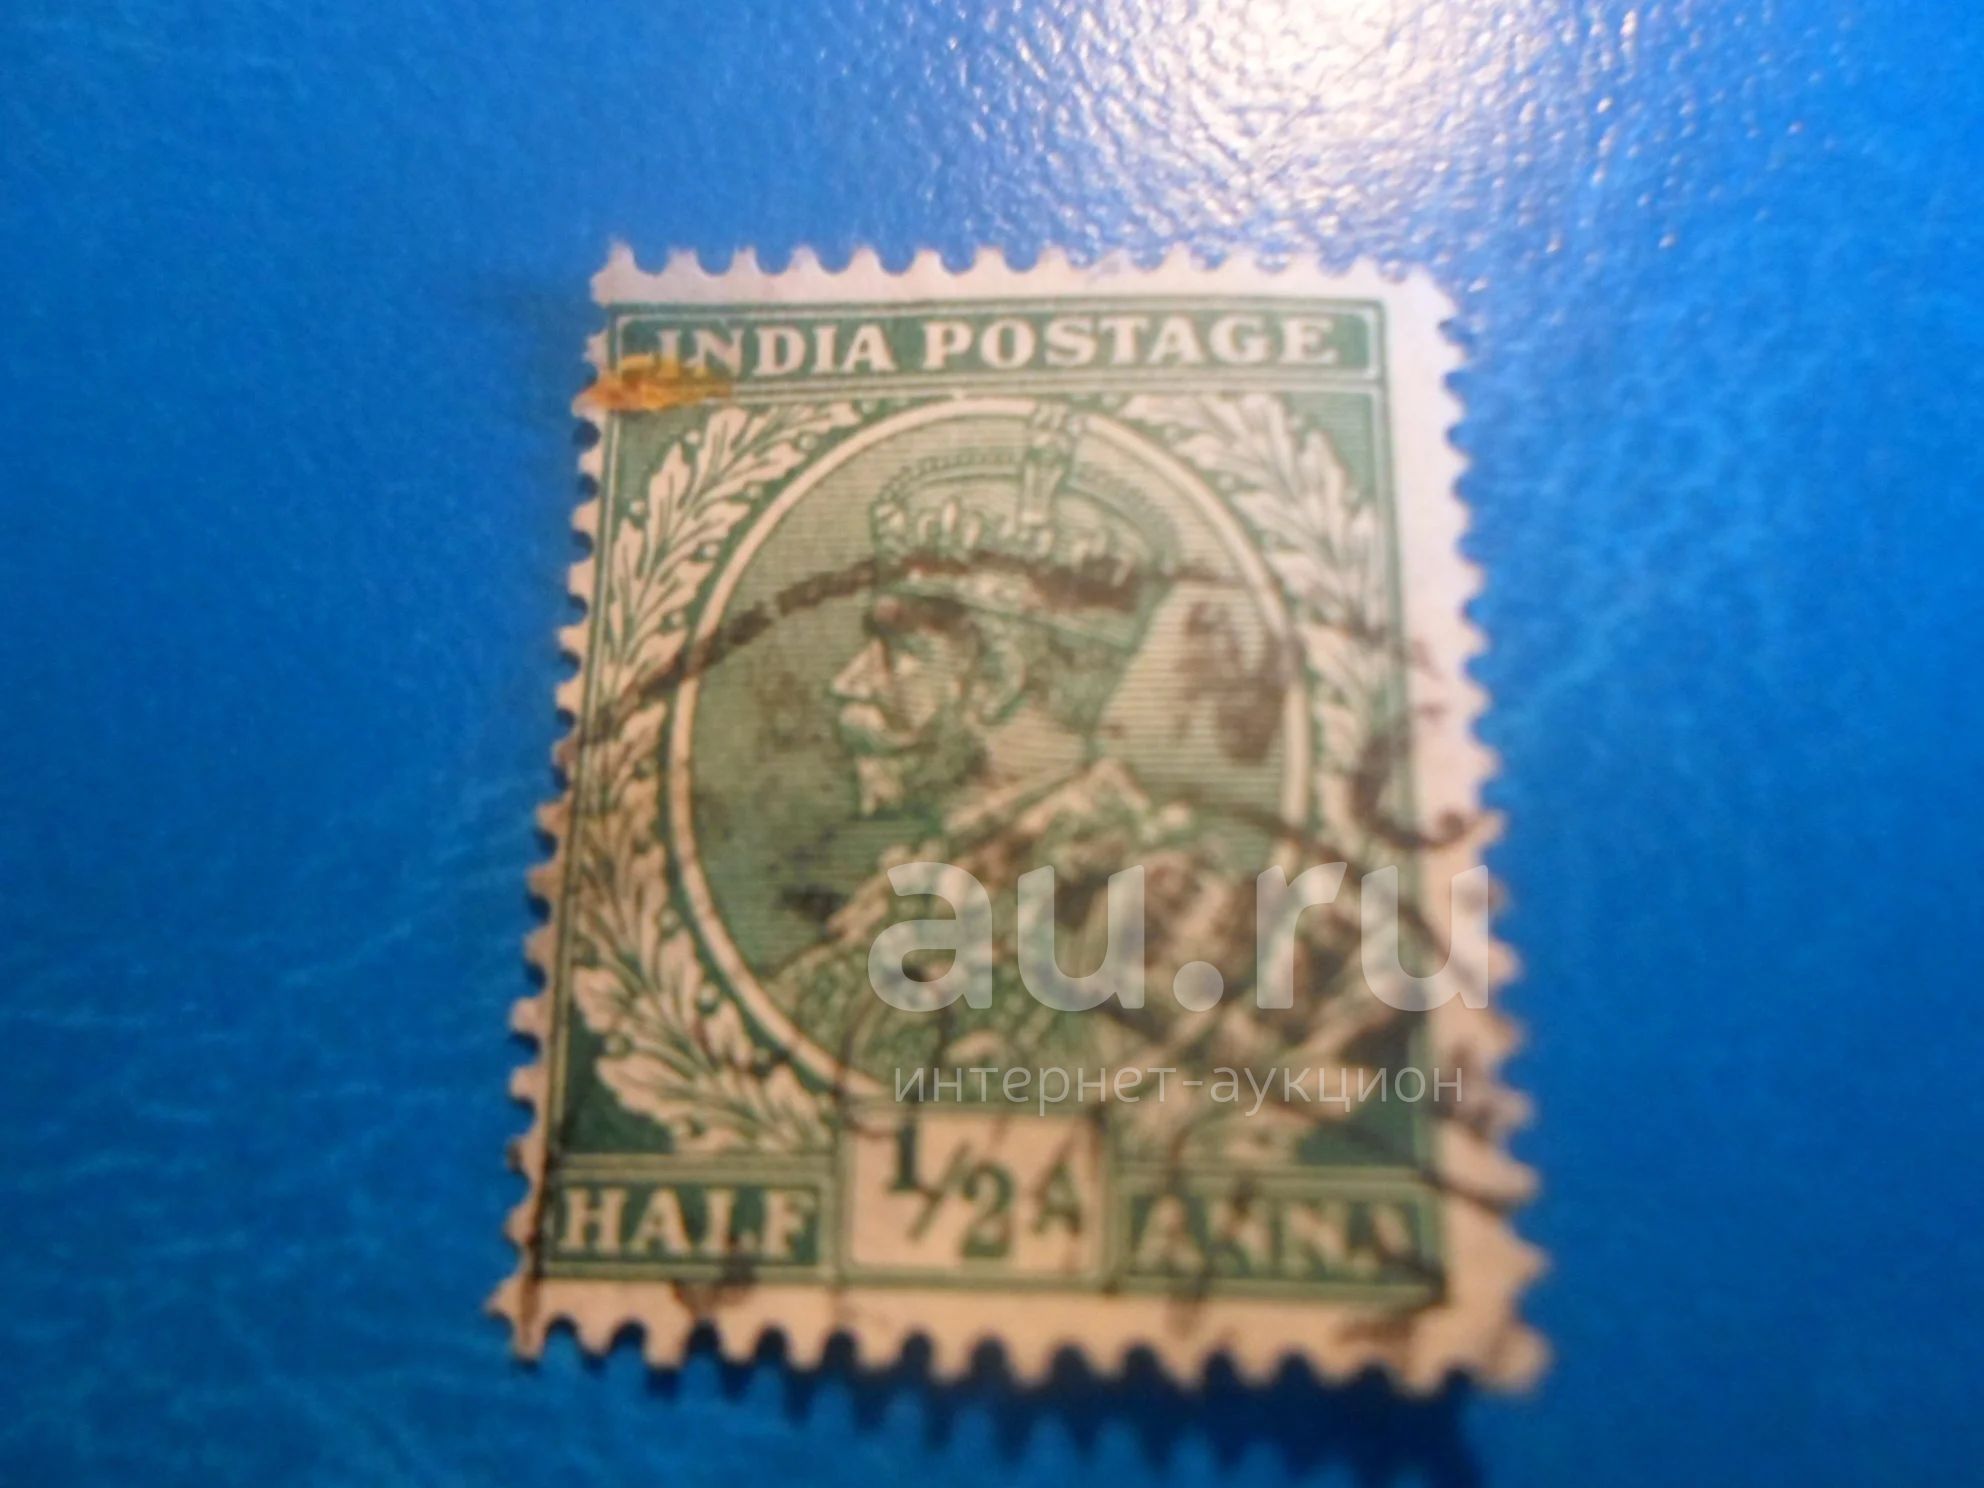 INDIA POSTAGE
au.ru
интернет-аукцион
HALF 1/2 A ANNA